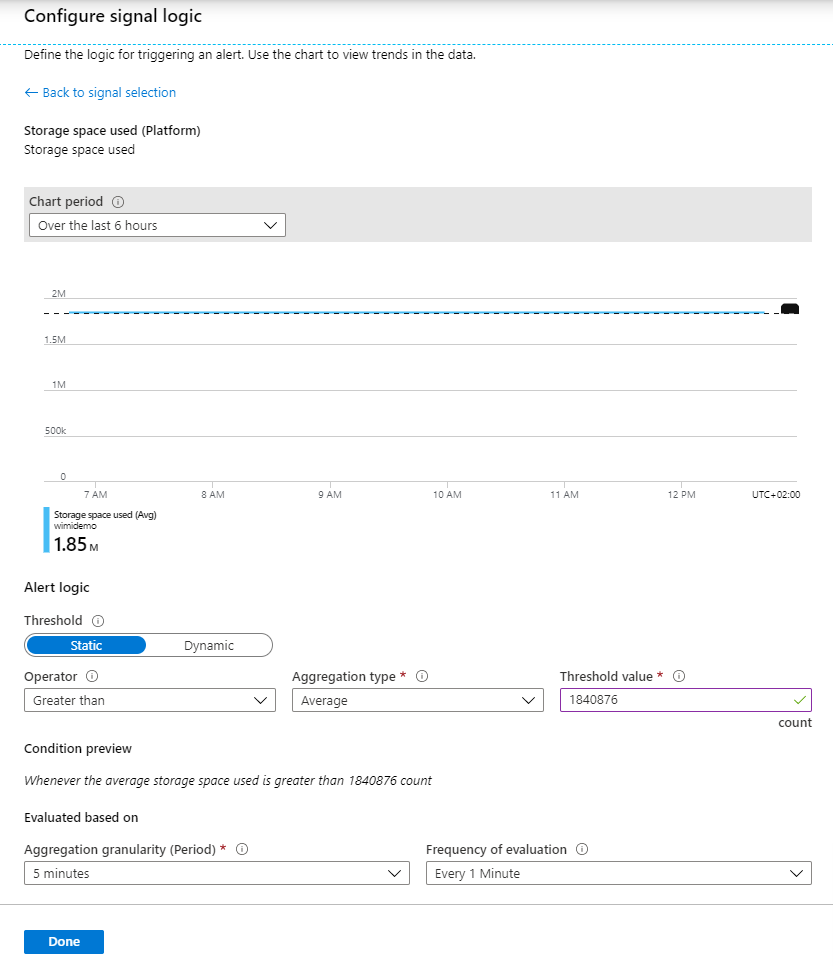 Configure signal logic
Define the logic for triggering an alert. Use the chart to view trends in the data.
← Back to signal selection
Storage space used (Platform)
Storage space used
Chart period
Over the last 6 hours
2M
1.5M
1M
500k
0
7 AM 8 AM 9 AM 10 AM 11 AM 12 PM UTC+02:00
Storage space used (Avg)
wimidemo
1.85 M
Alert logic
Threshold
Static Dynamic
Operator Aggregation type * Threshold value *
Greater than Average 1840876
count
Condition preview
Whenever the average storage space used is greater than 1840876 count
Evaluated based on
Aggregation granularity (Period) * Frequency of evaluation
5 minutes Every 1 Minute
Done